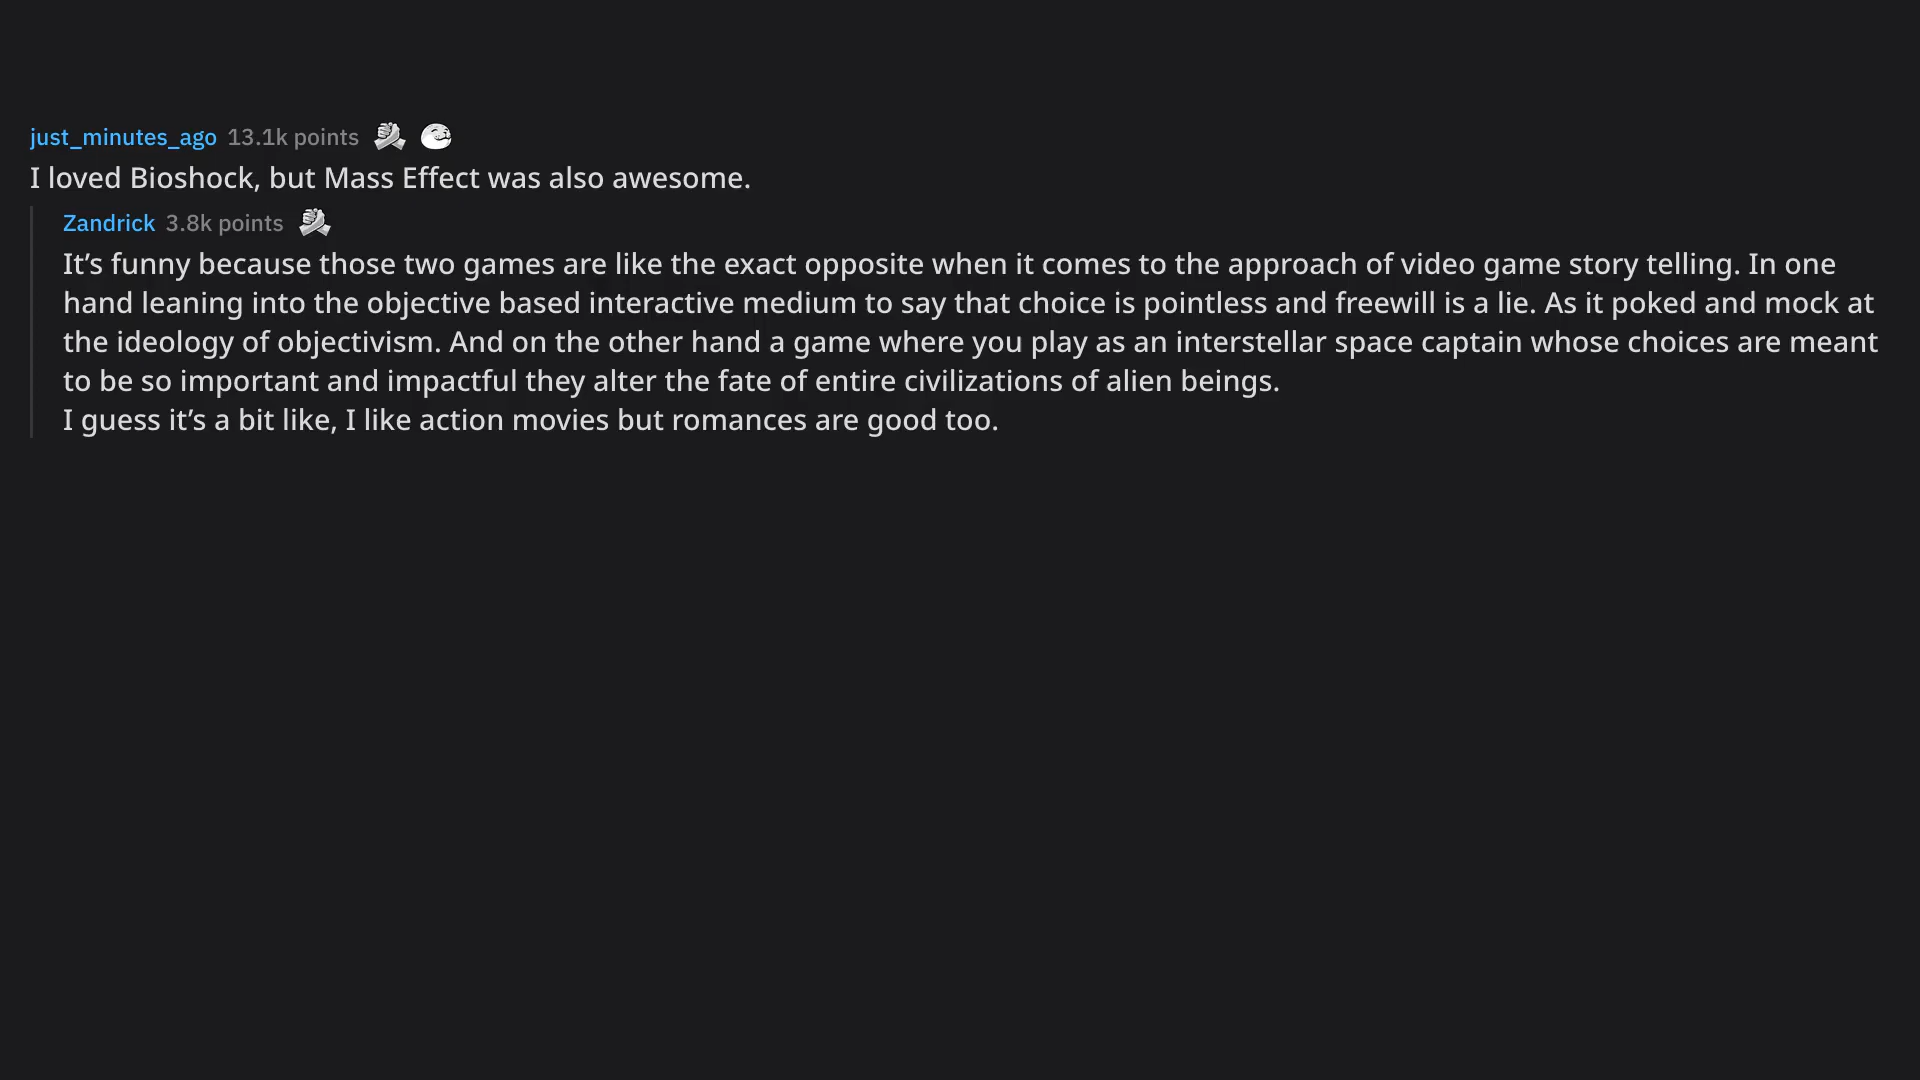 just_minutes_ago 13.1k points
I loved Bioshock, but Mass Effect was also awesome.
Zandrick 3.8k points
It’s funny because those two games are like the exact opposite when it comes to the approach of video game story telling. In one
hand leaning into the objective based interactive medium to say that choice is pointless and freewill is a lie. As it poked and mock at
the ideology of objectivism. And on the other hand a game where you play as an interstellar space captain whose choices are meant
to be so important and impactful they alter the fate of entire civilizations of alien beings.
I guess it’s a bit like, I like action movies but romances are good too.